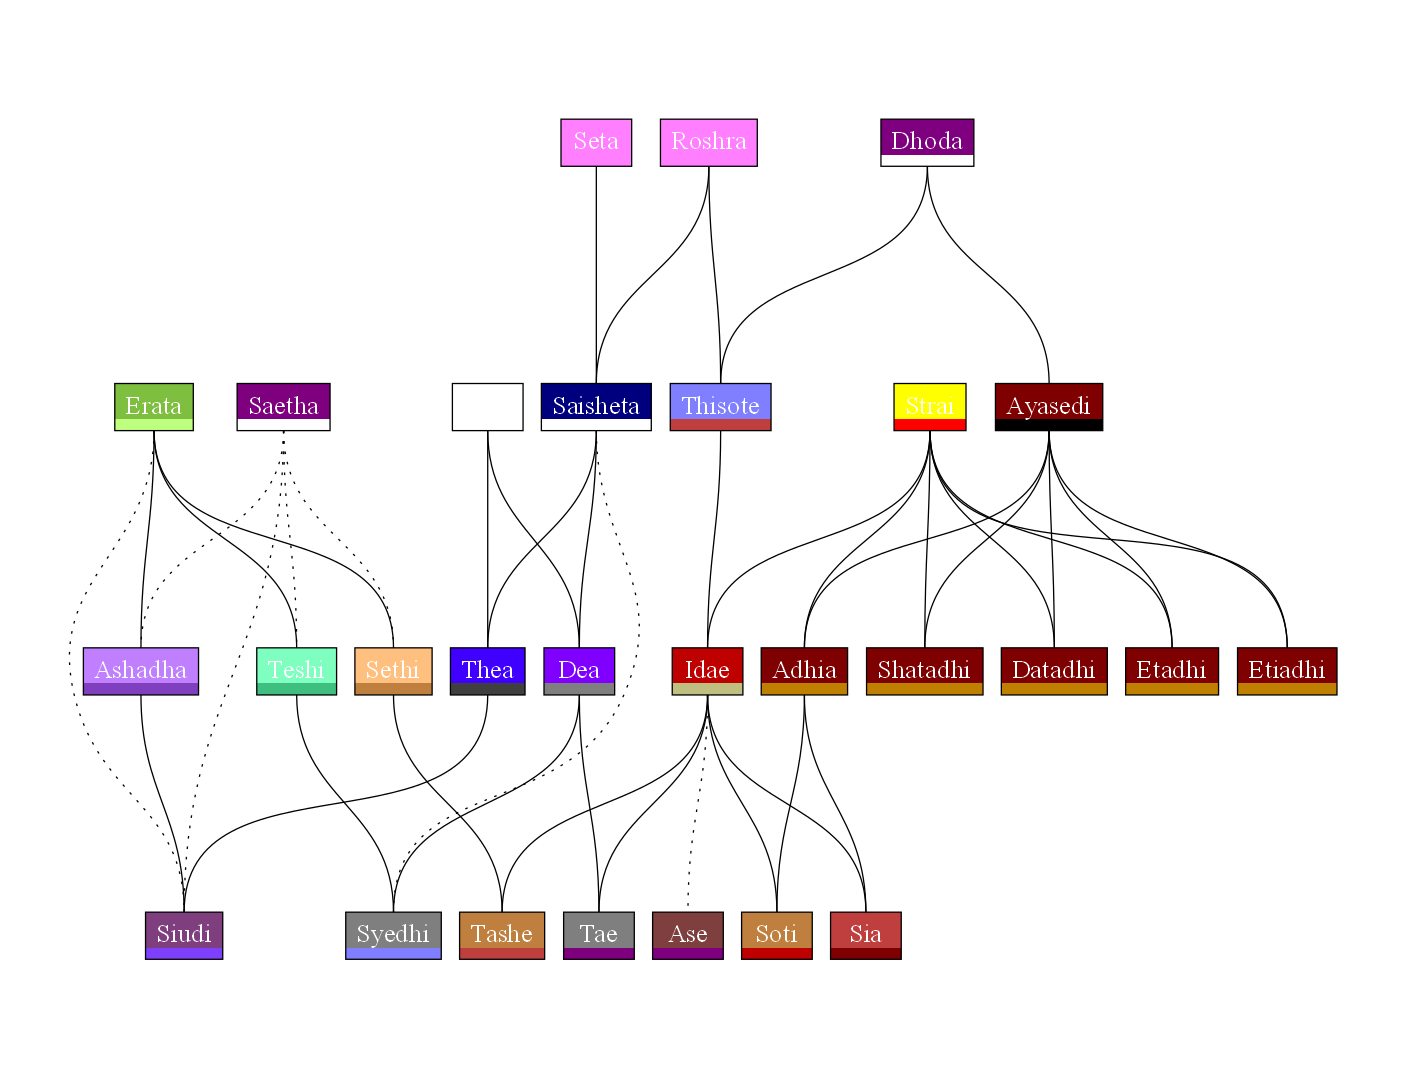 Seta
Roshra
Dhoda
Erata
Saetha
Saisheta
Thisote
Strai
Ayasedi
Ashadha
Teshi
Sethi
Thea
Dea
Idae
Adhia
Shatadhi
Datadhi
Etadhi
Etiadhi
Siudi
Syedhi
Tashe
Tae
Ase
Soti
Sia